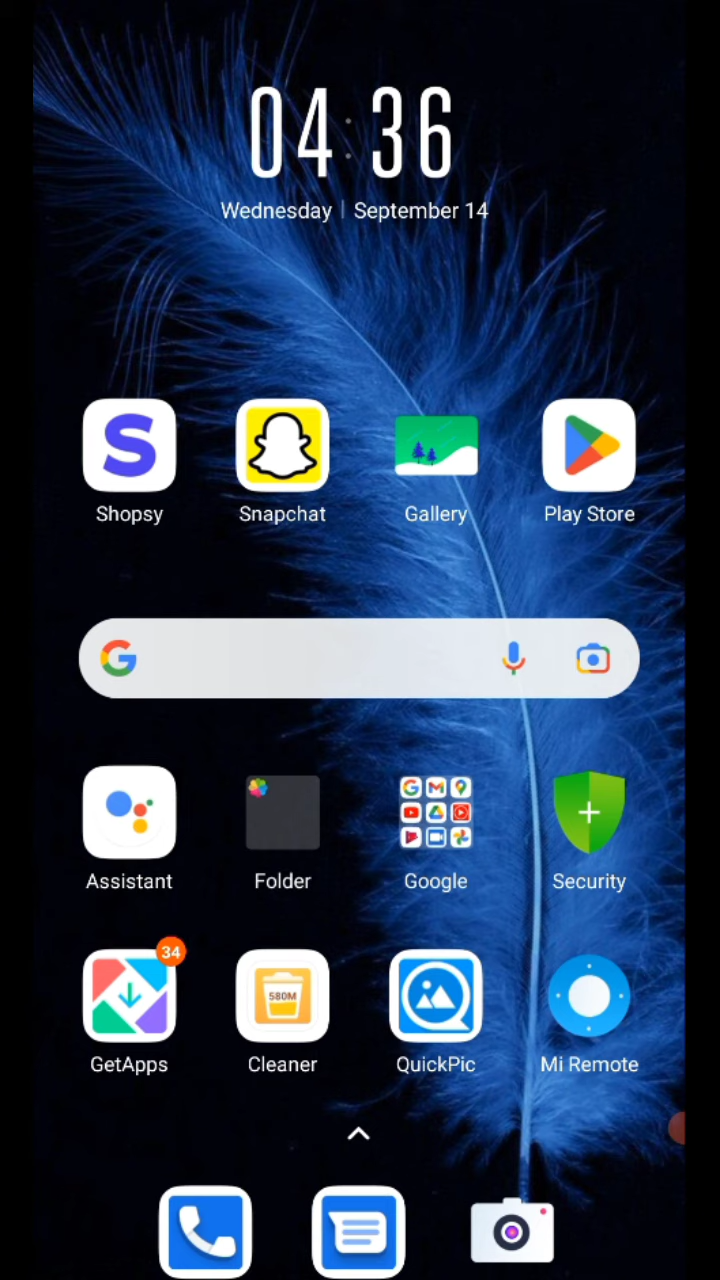 04:36
Wednesday | September 14
Shopsy Snapchat Gallery Play Store
Assistant Folder Google Security
34
580M
GetApps Cleaner QuickPic Mi Remote